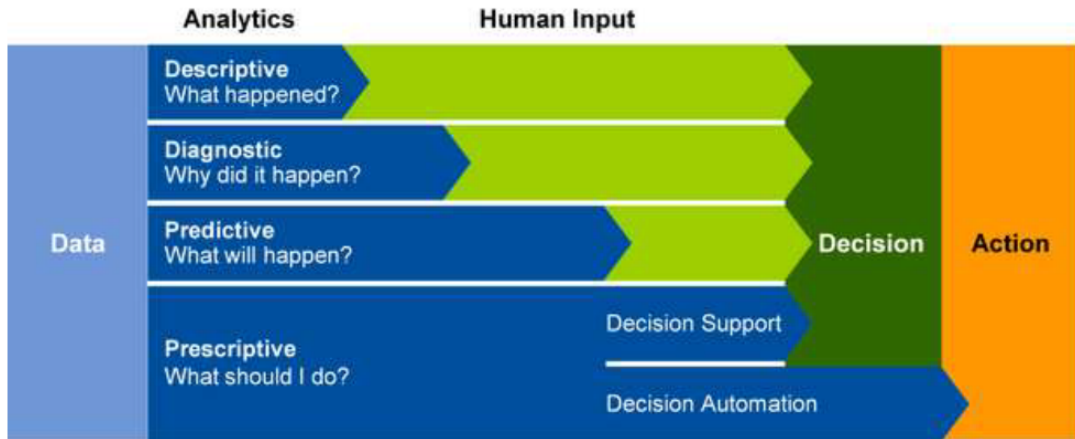 Analytics
Human Input
Descriptive
What happened?
Diagnostic
Why did it happen?
Predictive
What will happen?
Data
Decision
Action
Decision Support
Prescriptive
What should I do?
Decision Automation